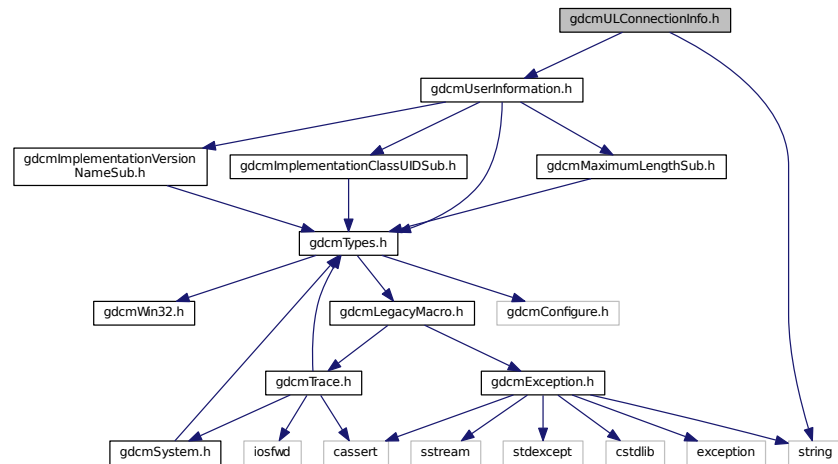 gdcmULConnectionInfo.h
gdcmUserInformation.h
gdcmImplementationVersion
NameSub.h
gdcmImplementationClassUIDSub.h
gdcmMaximumLengthSub.h
gdcmTypes.h
gdcmWin32.h
gdcmLegacyMacro.h
gdcmConfigure.h
gdcmTrace.h
gdcmException.h
gdcmSystem.h
iosfwd
cassert
sstream
stdexcept
cstdlib
exception
string